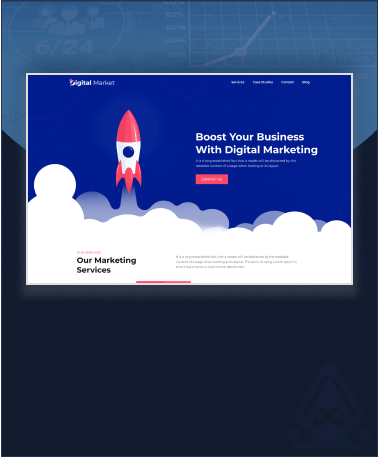 80%
6/24
60%
Digital Market
Services Case Studies Contact Blog
Boost Your Business
With Digital Marketing
It is a long established fact that a reader will be distracted by the
readable content of a page when looking at its layout.
CONTACT US
OUR SERVICES
Our Marketing
Services
It is a long established fact that a reader will be distracted by the readable
content of a page when looking at its layout. The point of using Lorem Ipsum is
that it has a more-or-less normal distribution